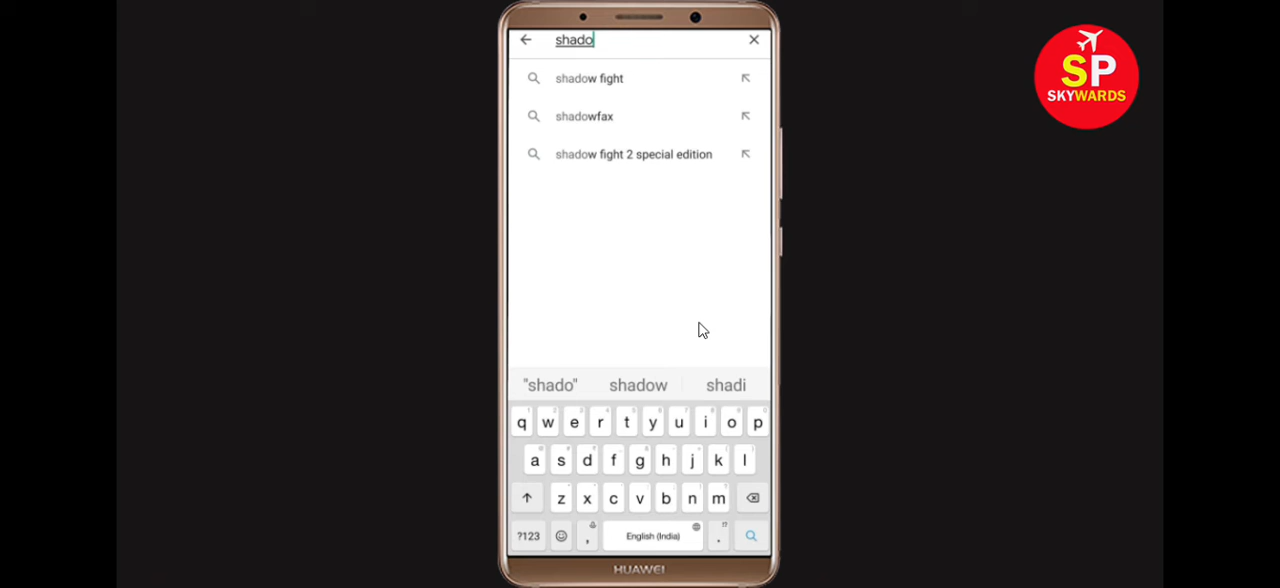 shado
shadow fight
shadowfax
shadow fight 2 special edition
"shado" shadow shadi
q w e r t y u i o p
a s d f g h j k l
z x c v b n m
?123 , English (India) .
HUAWEI
SP
SKYWARDS